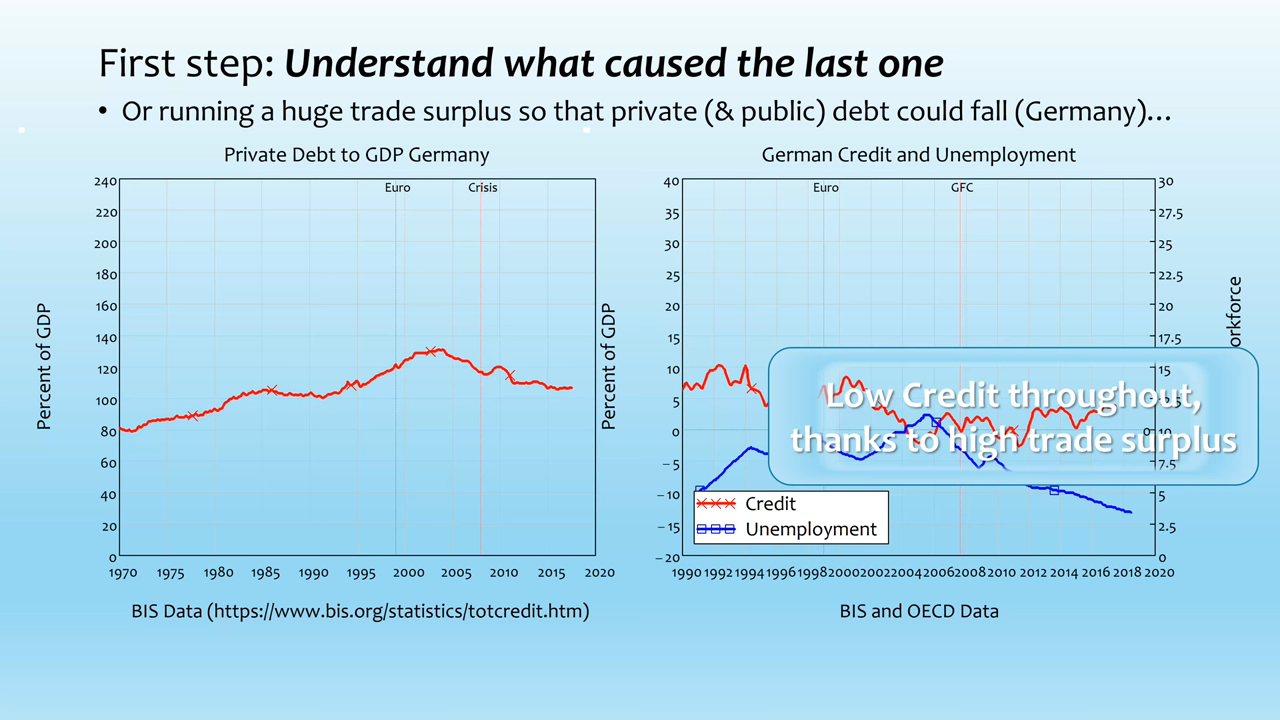 First step: Understand what caused the last one
• Or running a huge trade surplus so that private (& public) debt could fall (Germany)...
Private Debt to GDP Germany
Percent of GDP
240
220
200
180
160
140
120
100
80
60
40
20
0
Euro
Crisis
1970 1975 1980 1985 1990 1995 2000 2005 2010 2015 2020
BIS Data (https://www.bis.org/statistics/totcredit.htm)
German Credit and Unemployment
Percent of GDP
40
35
30
25
20
15
10
5
0
−5
−10
−15
−20
Euro
GFC
30
27.5
25
22.5
20
17.5
15
10
7.5
5
2.5
0
Low Credit throughout,
thanks to high trade surplus
Credit
Unemployment
1990 1992 1994 1996 1998 2000 2002 2004 2006 2008 2010 2012 2014 2016 2018 2020
BIS and OECD Data